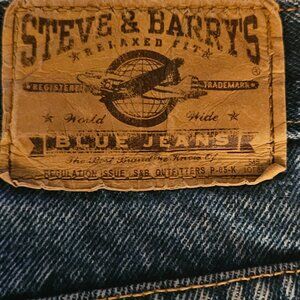 STEVE & BARRY'S
★ RELAXED FIT ★
REGISTERED TRADEMARK
★ World Wide ★
BLUE JEANS
The Best Brand We Know Of
REGULATION ISSUE S&B OUTFITTERS P-65-K